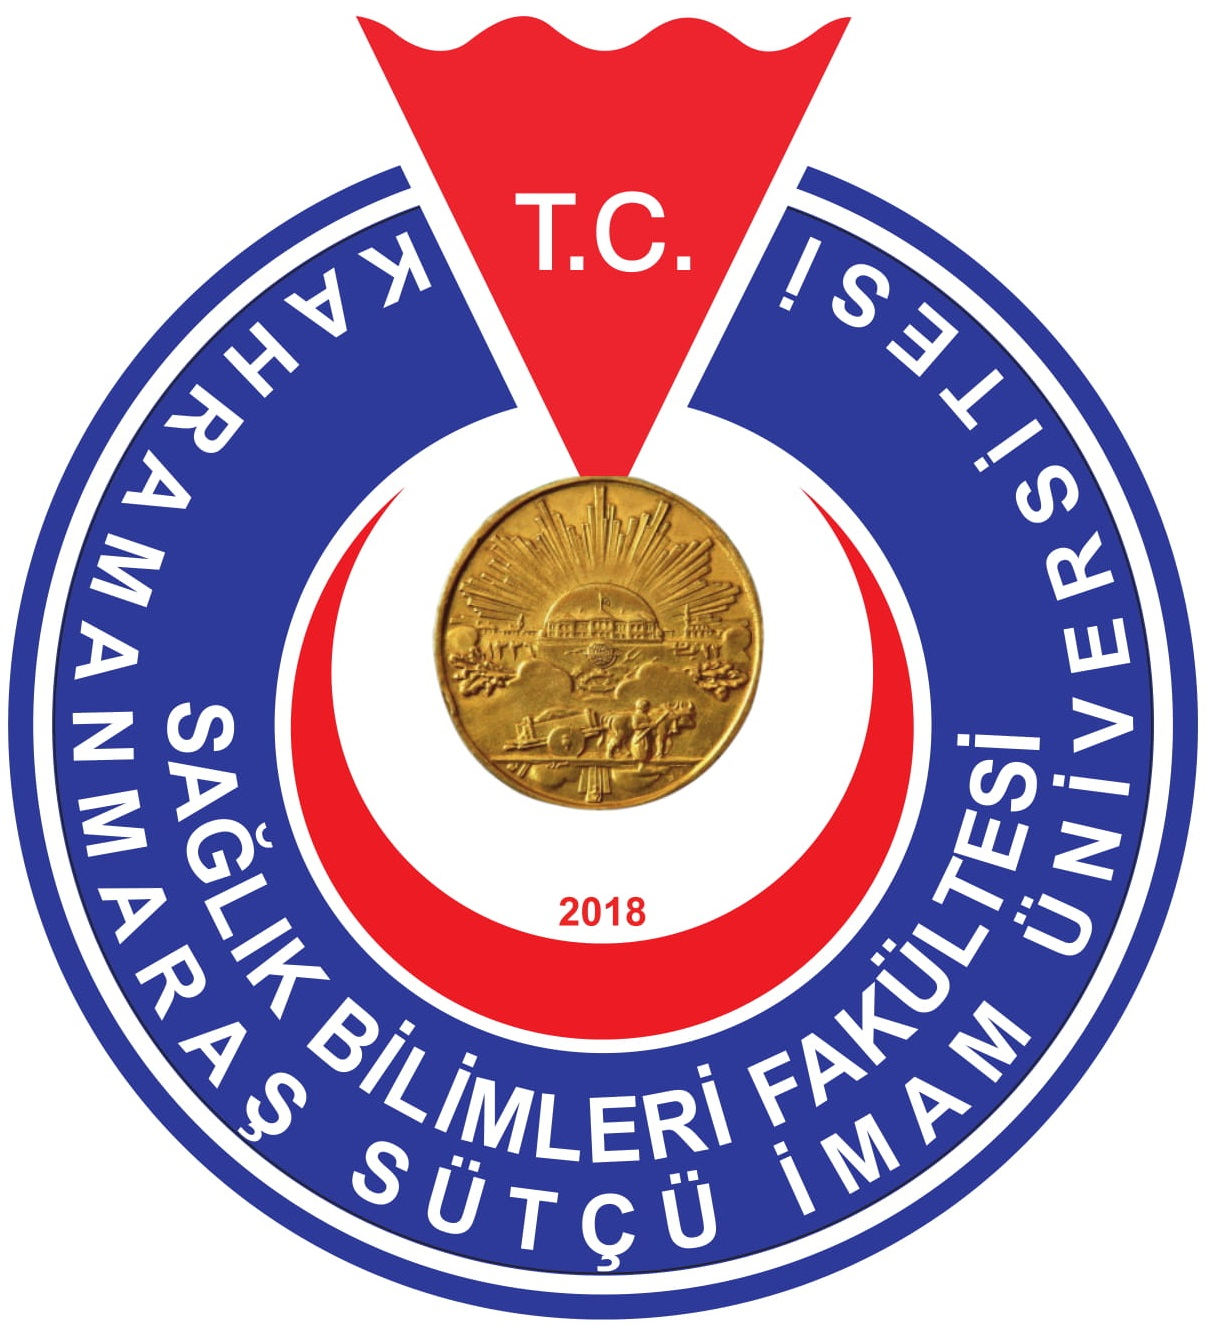 T.C.
KAHRAMANMARAŞ SÜTÇÜ İMAM ÜNİVERSİTESİ
SAĞLIK BİLİMLERİ FAKÜLTESİ
2018